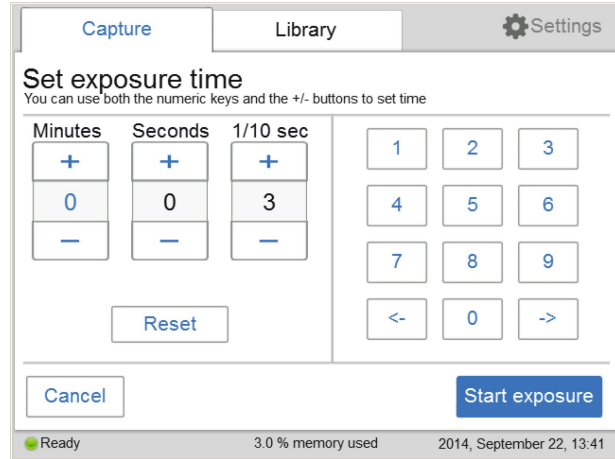 Capture
Library
Settings
Set exposure time
You can use both the numeric keys and the +/- buttons to set time
Minutes Seconds 1/10 sec
+ + +
0 0 3
— — —
Reset
1 2 3
4 5 6
7 8 9
<- 0 ->
Cancel
Start exposure
Ready
3.0 % memory used
2014, September 22, 13:41